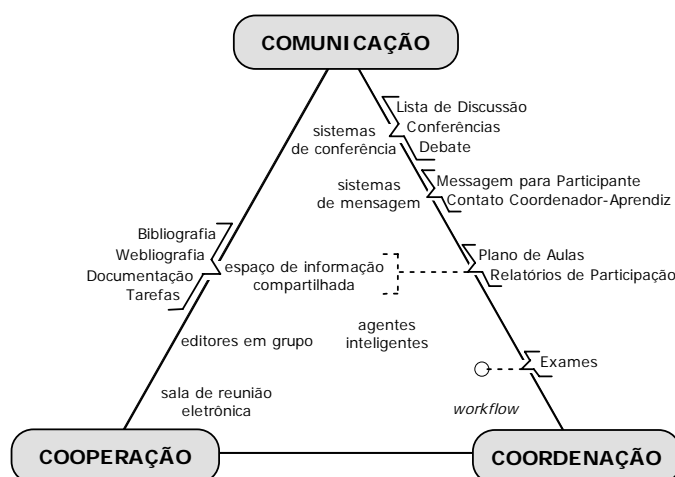 COMUNICAÇÃO
Lista de Discussão
Conferências
Debate
sistemas
de conferência
Messagem para Participante
Contato Coordenador-Aprendiz
sistemas
de mensagem
Bibliografia
Webliografia
Documentação
Tarefas
espaço de informação
compartilhada
Plano de Aulas
Relatórios de Participação
editores em grupo
agentes
inteligentes
Exames
sala de reunião
eletrônica
workflow
COOPERAÇÃO
COORDENAÇÃO